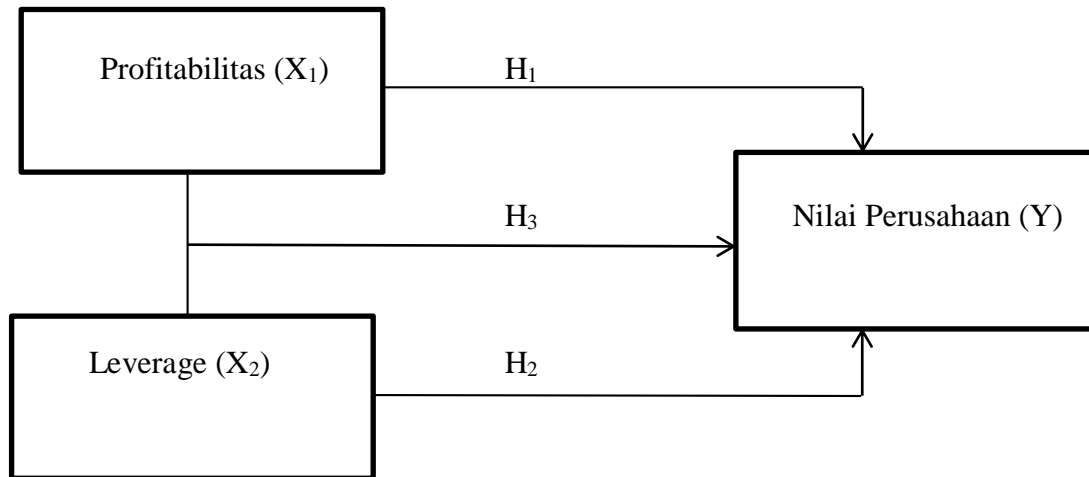 Profitabilitas (X₁)
H₁
Nilai Perusahaan (Y)
H₃
Leverage (X₂)
H₂